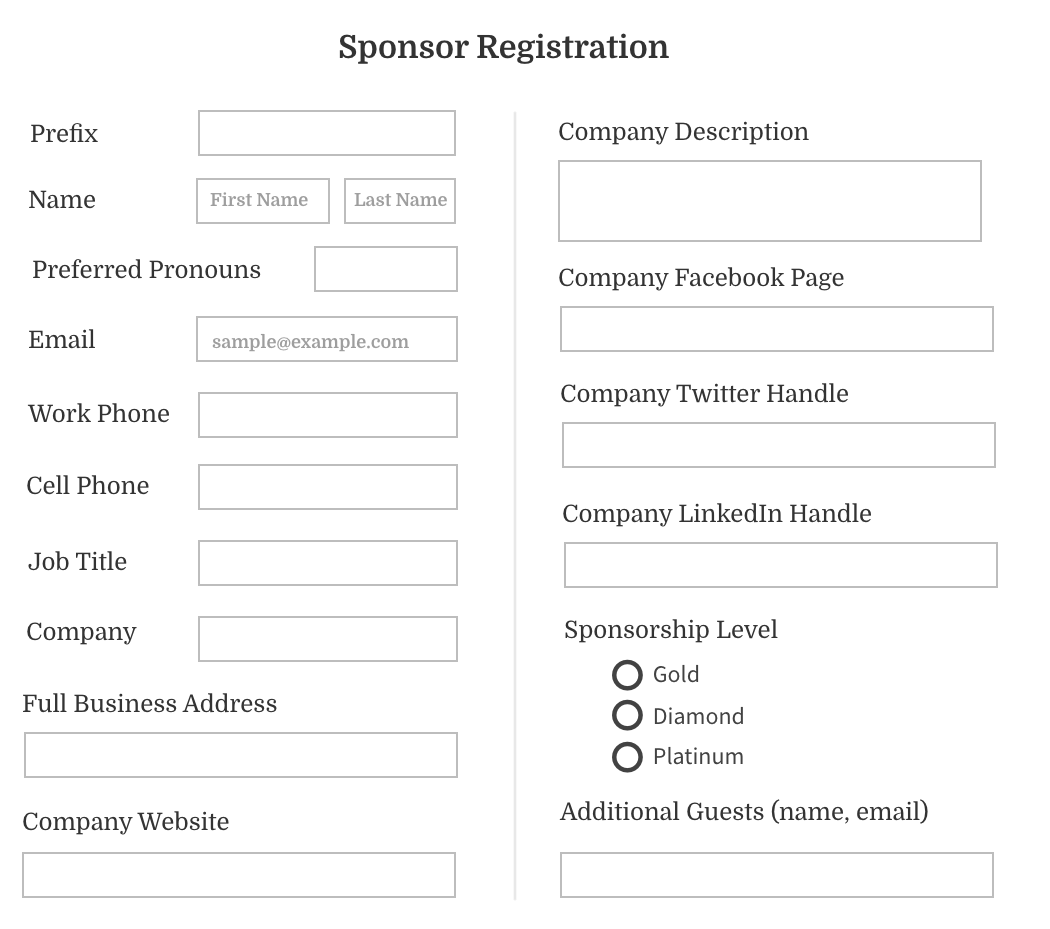 Sponsor Registration
Prefix
Name
First Name
Last Name
Preferred Pronouns
Email
sample@example.com
Work Phone
Cell Phone
Job Title
Company
Full Business Address
Company Website
Company Description
Company Facebook Page
Company Twitter Handle
Company LinkedIn Handle
Sponsorship Level
Gold
Diamond
Platinum
Additional Guests (name, email)